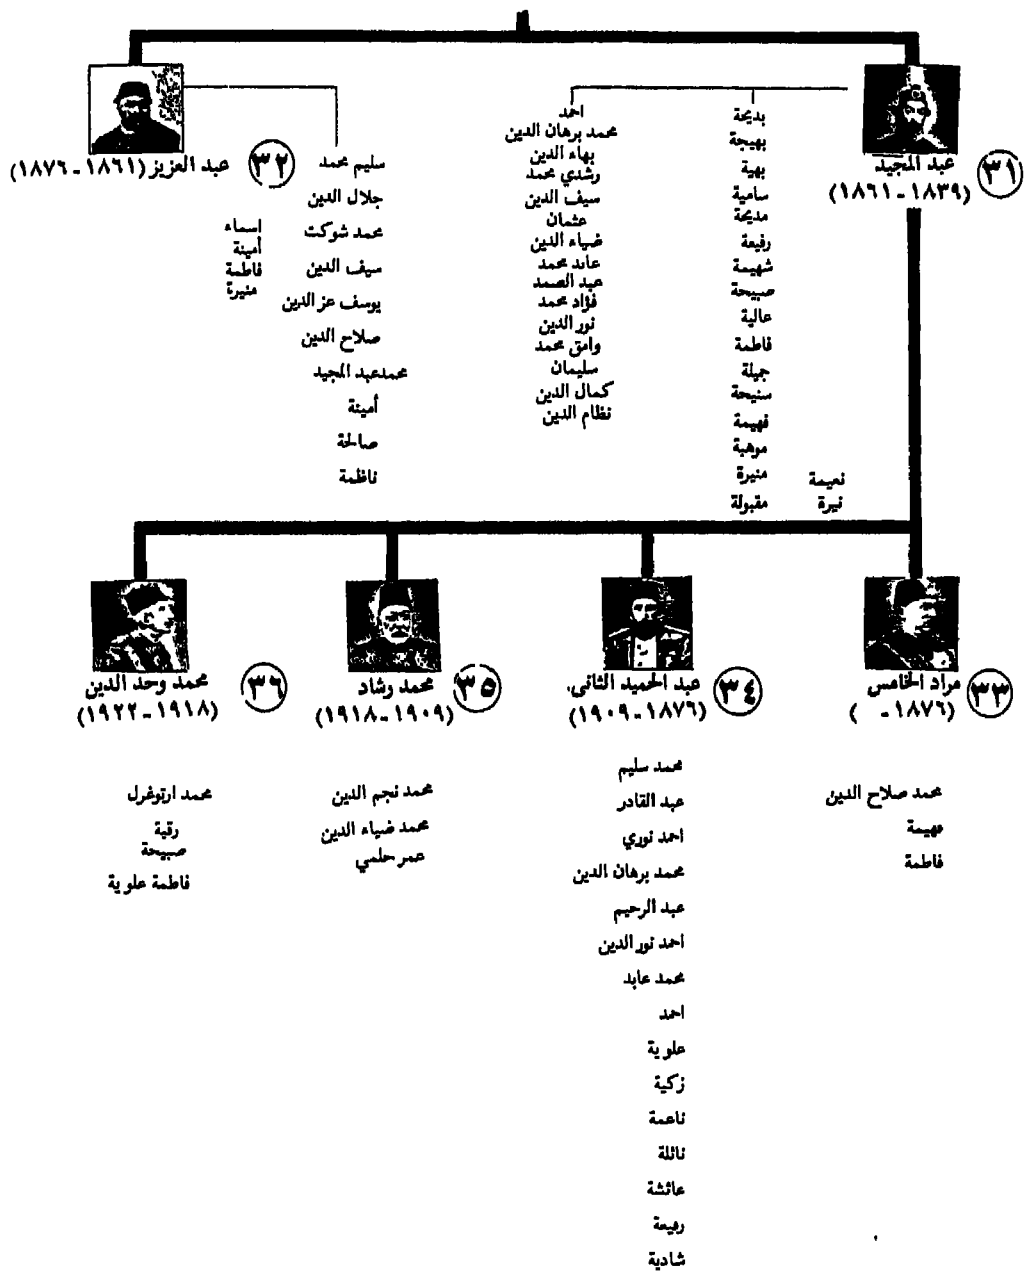 عبد المجيد
(١٨٣٩-١٨٦١)
٣١
بديحة
بهيجة
بهية
سامية
مديحة
رفيعة
شهيمة
صبيحة
عالية
فاطمة
جميلة
سنيحة
فهيمة
موهبة
منيرة
مقبولة
نعيمة
نيرة
احمد
محمد برهان الدين
بهاء الدين
رشدي محمد
سيف الدين
عثمان
ضياء الدين
عابد محمد
عبد الصمد
فؤاد محمد
نور الدين
وامق محمد
سليمان
كمال الدين
نظام الدين
عبد العزيز (١٨٦١-١٨٧٦)
٣٢
سليم محمد
جلال الدين
محمد شوكت
سيف الدين
يوسف عز الدين
صلاح الدين
محمد عبد المجيد
أمينة
صالحة
ناظمة
اسماء
أمينة
فاطمة
منيرة
مراد الخامس
(١٨٧٦- )
٣٣
محمد صلاح الدين
فهيمة
فاطمة
عبد الحميد الثانى
(١٨٧٦-١٩٠٩)
٣٤
محمد سليم
عبد القادر
احمد نوري
محمد برهان الدين
عبد الرحيم
احمد نور الدين
محمد عابد
احمد
علوية
زكية
ناعمة
نائلة
عائشة
رفيعة
شادية
محمد رشاد
(١٩٠٩-١٩١٨)
٣٥
محمد نجم الدين
محمد ضياء الدين
عمر حلمي
محمد وحد الدين
(١٩١٨-١٩٢٢)
٣٦
محمد ارتوغرل
رقية
صبيحة
فاطمة علوية